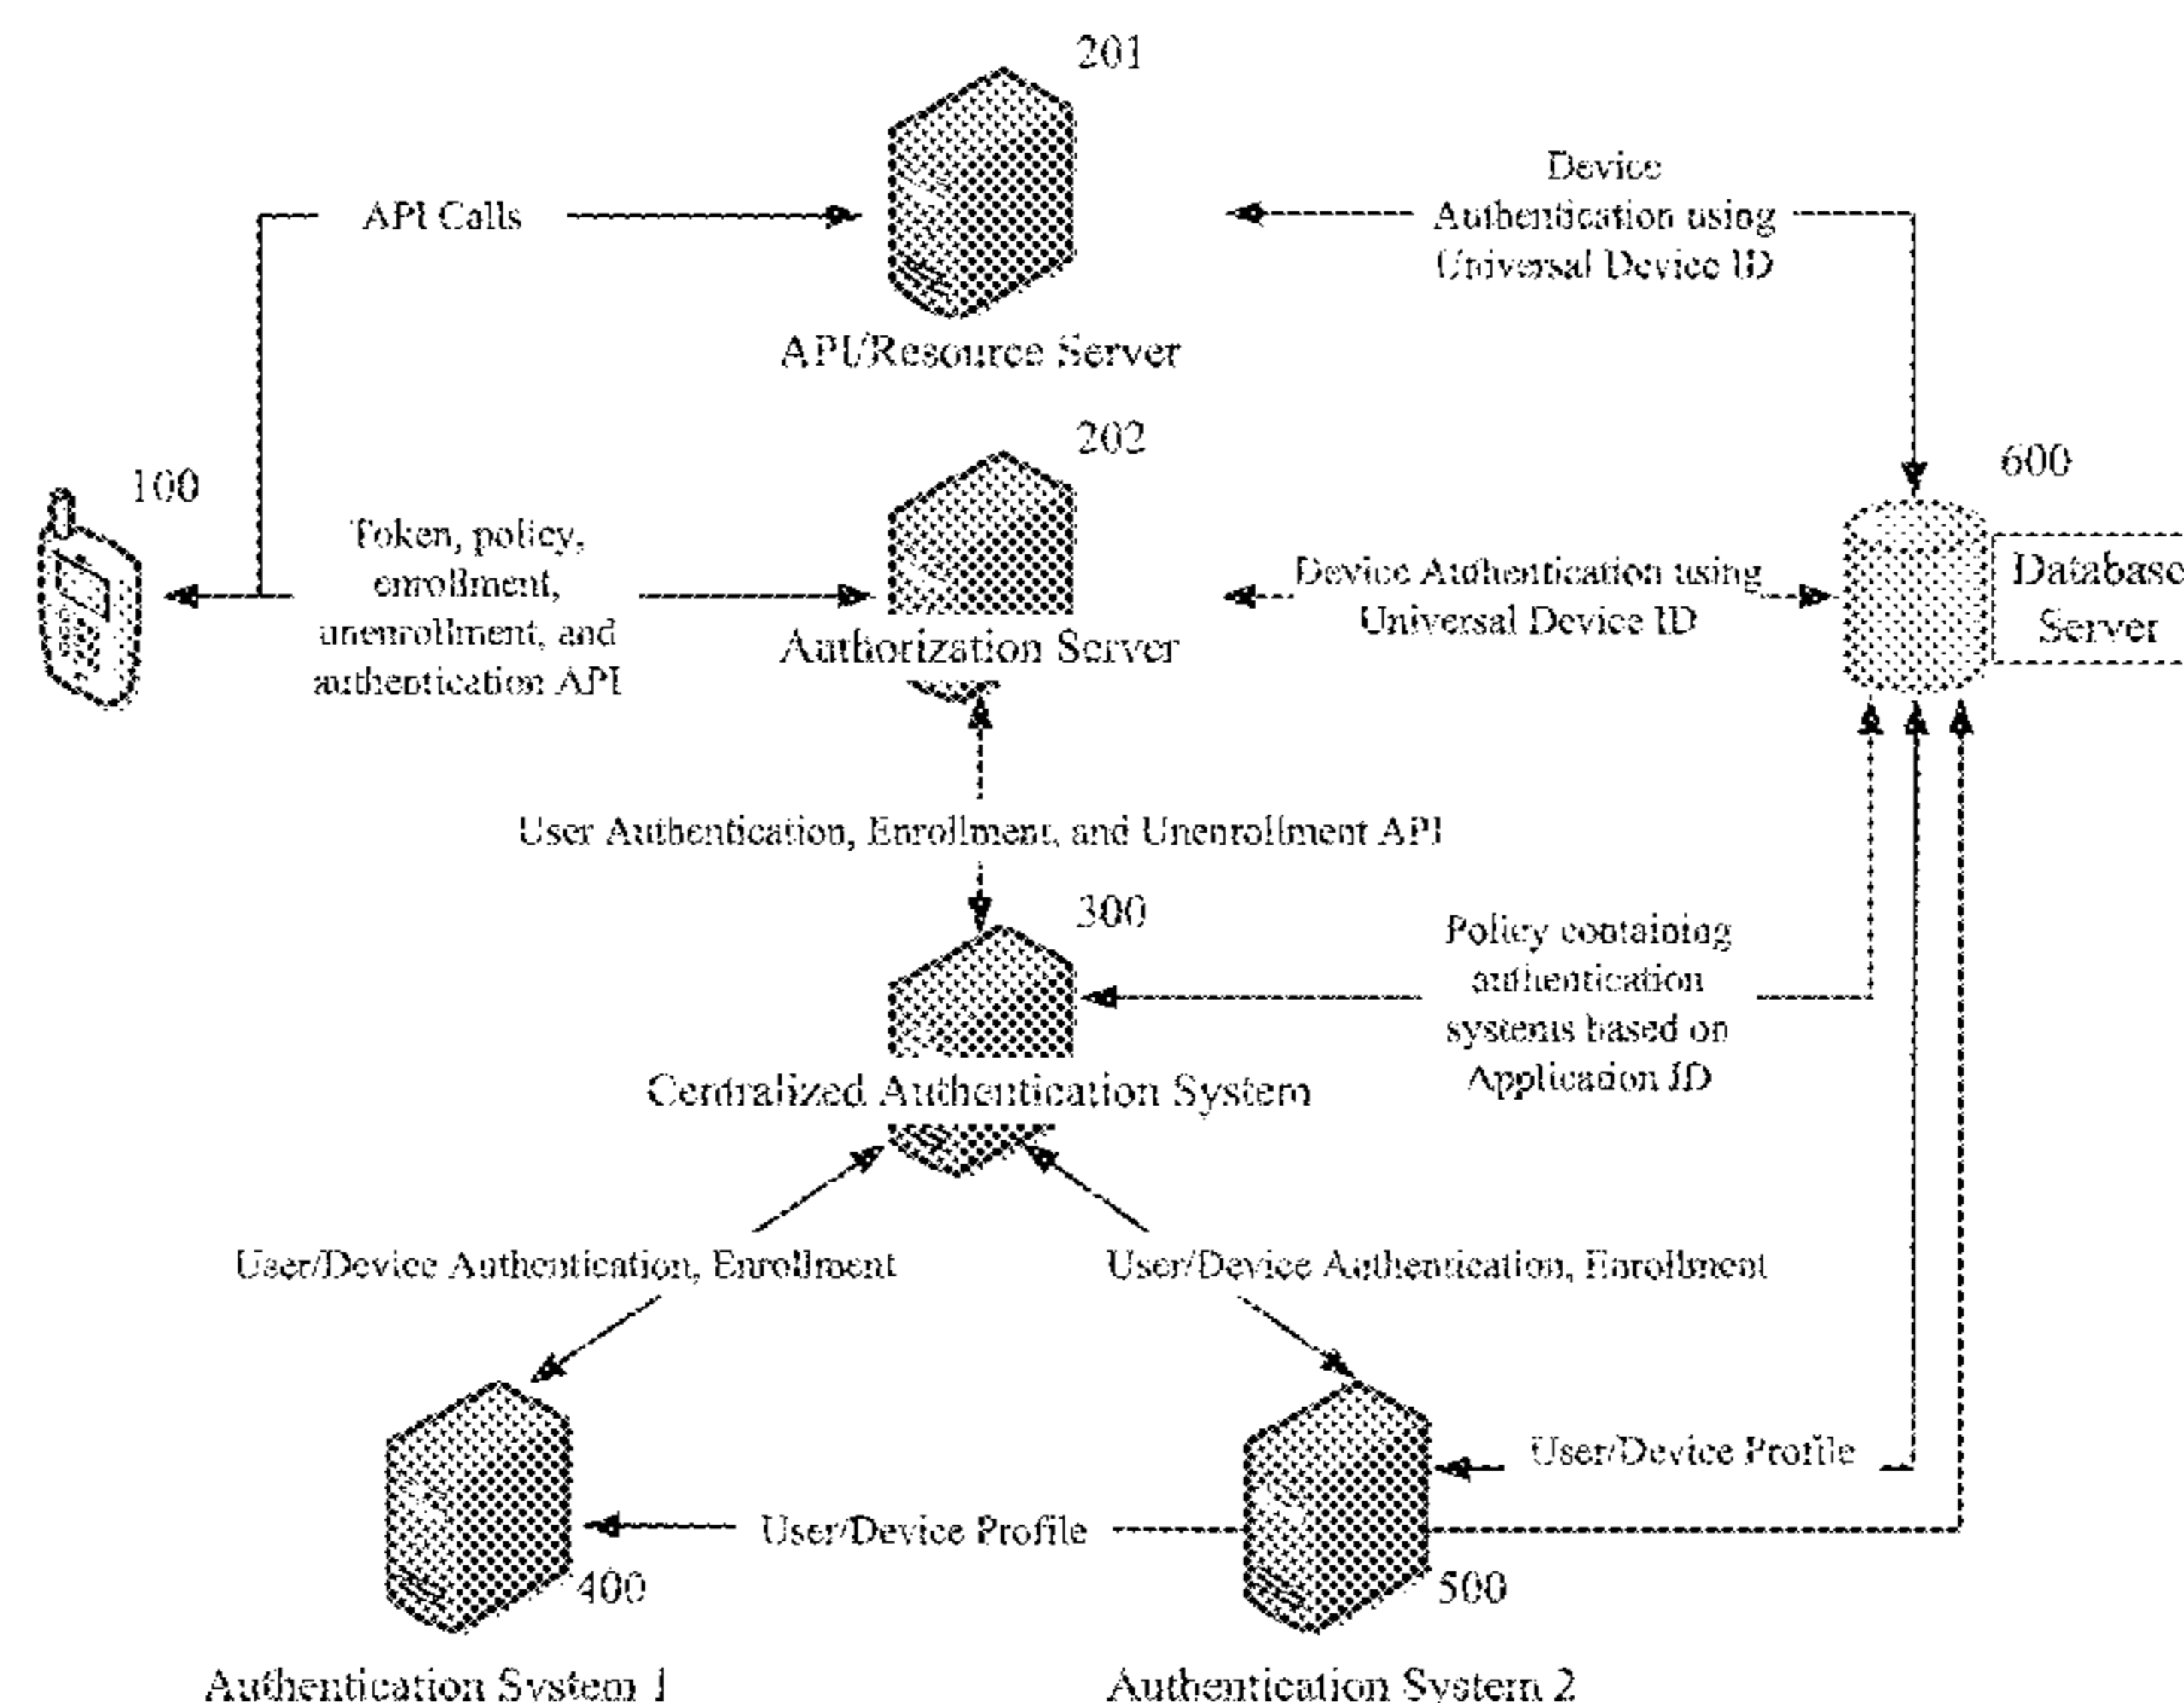 201
API Calls
Device
Authentication using
Universal Device ID
API/Resource Server
202
600
100
Token, policy,
enrollment,
unenrollment, and
authentication API
Authorization Server
Device Authentication using
Universal Device ID
Database
Server
User Authentication, Enrollment, and Unenrollment API
300
Policy containing
authentication
systems based on
Application ID
Centralized Authentication System
User/Device Authentication, Enrollment
User/Device Authentication, Enrollment
User/Device Profile
User/Device Profile
400
500
Authentication System 1
Authentication System 2